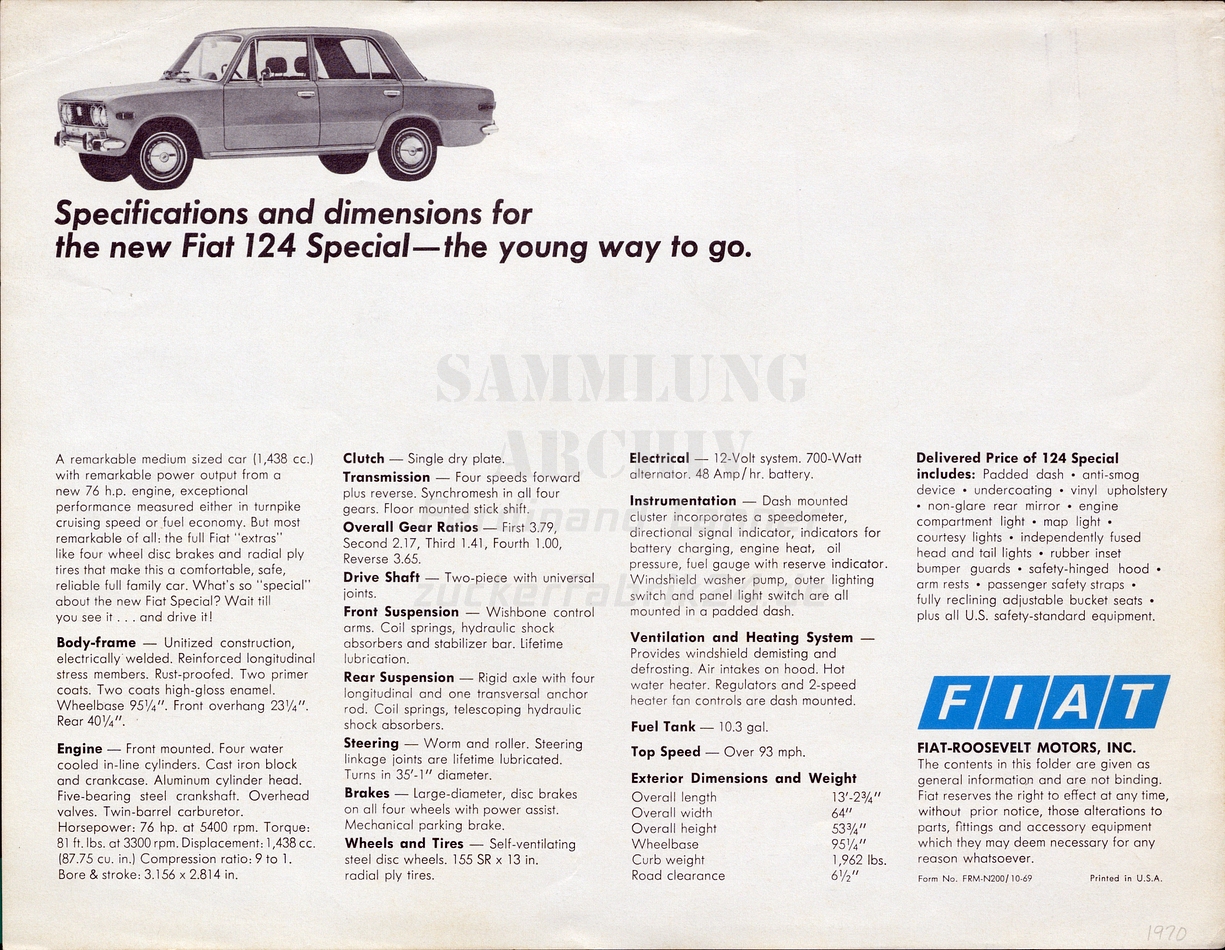 Specifications and dimensions for
the new Fiat 124 Special—the young way to go.
SAMMLUNG
ARCHIV
A remarkable medium sized car (1,438 cc.)
with remarkable power output from a
new 76 h.p. engine, exceptional
performance measured either in turnpike
cruising speed or fuel economy. But most
remarkable of all: the full Fiat "extras"
like four wheel disc brakes and radial ply
tires that make this a comfortable, safe,
reliable full family car. What's so "special"
about the new Fiat Special? Wait till
you see it . . . and drive it!
Body-frame — Unitized construction,
electrically welded. Reinforced longitudinal
stress members. Rust-proofed. Two primer
coats. Two coats high-gloss enamel.
Wheelbase 95¼". Front overhang 23¼".
Rear 40¼".
Engine — Front mounted. Four water
cooled in-line cylinders. Cast iron block
and crankcase. Aluminum cylinder head.
Five-bearing steel crankshaft. Overhead
valves. Twin-barrel carburetor.
Horsepower: 76 hp. at 5400 rpm. Torque:
81 ft. lbs. at 3300 rpm. Displacement: 1,438 cc.
(87.75 cu. in.) Compression ratio: 9 to 1.
Bore & stroke: 3.156 x 2.814 in.
Clutch — Single dry plate.
Transmission — Four speeds forward
plus reverse. Synchromesh in all four
gears. Floor mounted stick shift.
Overall Gear Ratios — First 3.79,
Second 2.17, Third 1.41, Fourth 1.00,
Reverse 3.65.
Drive Shaft — Two-piece with universal
joints.
Front Suspension — Wishbone control
arms. Coil springs, hydraulic shock
absorbers and stabilizer bar. Lifetime
lubrication.
Rear Suspension — Rigid axle with four
longitudinal and one transversal anchor
rod. Coil springs, telescoping hydraulic
shock absorbers.
Steering — Worm and roller. Steering
linkage joints are lifetime lubricated.
Turns in 35'-1" diameter.
Brakes — Large-diameter, disc brakes
on all four wheels with power assist.
Mechanical parking brake.
Wheels and Tires — Self-ventilating
steel disc wheels. 155 SR x 13 in.
radial ply tires.
Electrical — 12-Volt system. 700-Watt
alternator. 48 Amp/hr. battery.
Instrumentation — Dash mounted
cluster incorporates a speedometer,
directional signal indicator, indicators for
battery charging, engine heat, oil
pressure, fuel gauge with reserve indicator.
Windshield washer pump, outer lighting
switch and panel light switch are all
mounted in a padded dash.
Ventilation and Heating System —
Provides windshield demisting and
defrosting. Air intakes on hood. Hot
water heater. Regulators and 2-speed
heater fan controls are dash mounted.
Fuel Tank — 10.3 gal.
Top Speed — Over 93 mph.
Exterior Dimensions and Weight
Overall length 13'-2¾"
Overall width 64"
Overall height 53¾"
Wheelbase 95¼"
Curb weight 1,962 lbs.
Road clearance 6½"
Delivered Price of 124 Special
includes: Padded dash • anti-smog
device • undercoating • vinyl upholstery
• non-glare rear mirror • engine
compartment light • map light •
courtesy lights • independently fused
head and tail lights • rubber inset
bumper guards • safety-hinged hood •
arm rests • passenger safety straps •
fully reclining adjustable bucket seats •
plus all U.S. safety-standard equipment.
FIAT
FIAT-ROOSEVELT MOTORS, INC.
The contents in this folder are given as
general information and are not binding.
Fiat reserves the right to effect at any time,
without prior notice, those alterations to
parts, fittings and accessory equipment
which they may deem necessary for any
reason whatsoever.
Form No. FRM-N200/10-69 Printed in U.S.A.
1970